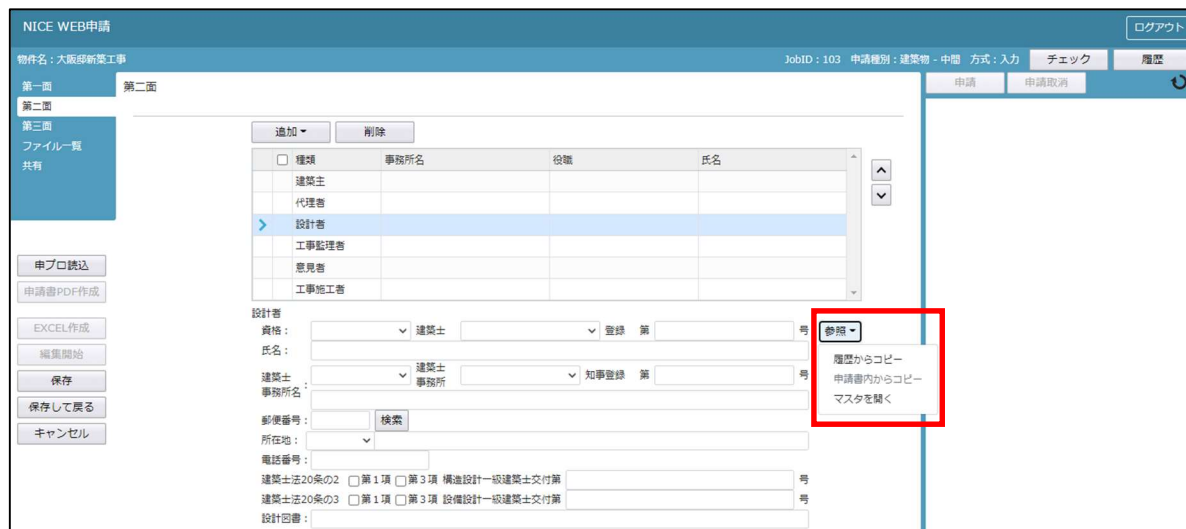 NICE WEB申請
ログアウト
物件名：大阪邸新築工事 JobID：103 申請種別：建築物 - 中間 方式：入力 チェック 履歴
第一面
第二面
第三面
ファイル一覧
共有
第二面
申請 申請取消
追加 削除
種類 事務所名 役職 氏名
建築主
代理者
設計者
工事監理者
意見者
工事施工者
申プロ読込
申請書PDF作成
EXCEL作成
編集開始
保存
保存して戻る
キャンセル
設計者
資格： 建築士 登録 第 号 参照
氏名：
建築士事務所名： 建築士事務所 知事登録 第 号
郵便番号： 検索
所在地：
電話番号：
建築士法20条の2 第1項 第3項 構造設計一級建築士交付第 号
建築士法20条の3 第1項 第3項 設備設計一級建築士交付第 号
設計図書：
履歴からコピー
申請書内からコピー
マスタを開く